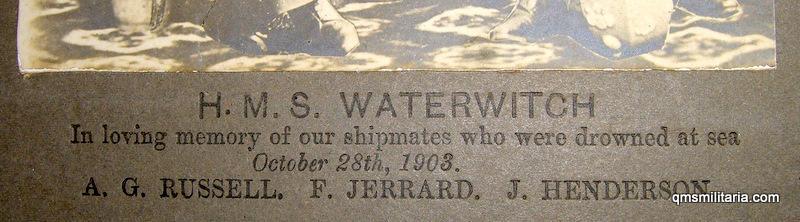 H. M. S. WATERWITCH
In loving memory of our shipmates who were drowned at sea
October 28th, 1903.
A. G. RUSSELL. F. JERRARD. J. HENDERSON
qmsmilitaria.com